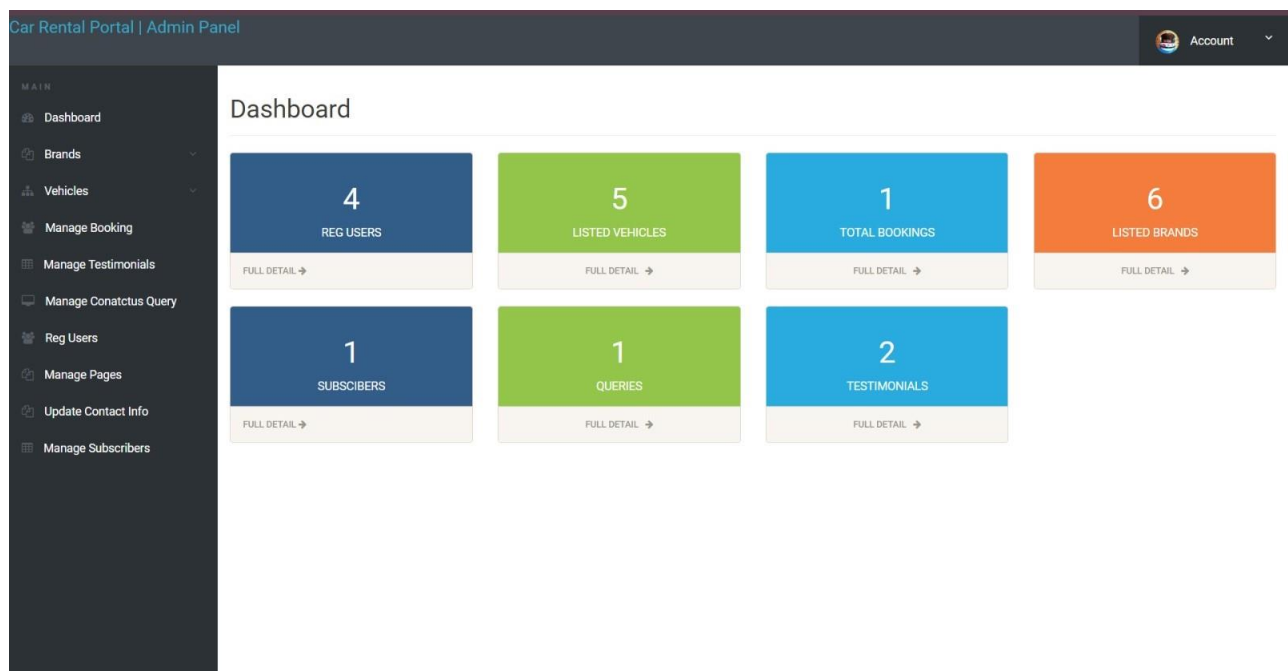 Car Rental Portal | Admin Panel
Account
MAIN
Dashboard
Brands
Vehicles
Manage Booking
Manage Testimonials
Manage Conatctus Query
Reg Users
Manage Pages
Update Contact Info
Manage Subscribers
Dashboard
4
REG USERS
FULL DETAIL
5
LISTED VEHICLES
FULL DETAIL
1
TOTAL BOOKINGS
FULL DETAIL
6
LISTED BRANDS
FULL DETAIL
1
SUBSCIBERS
FULL DETAIL
1
QUERIES
FULL DETAIL
2
TESTIMONIALS
FULL DETAIL